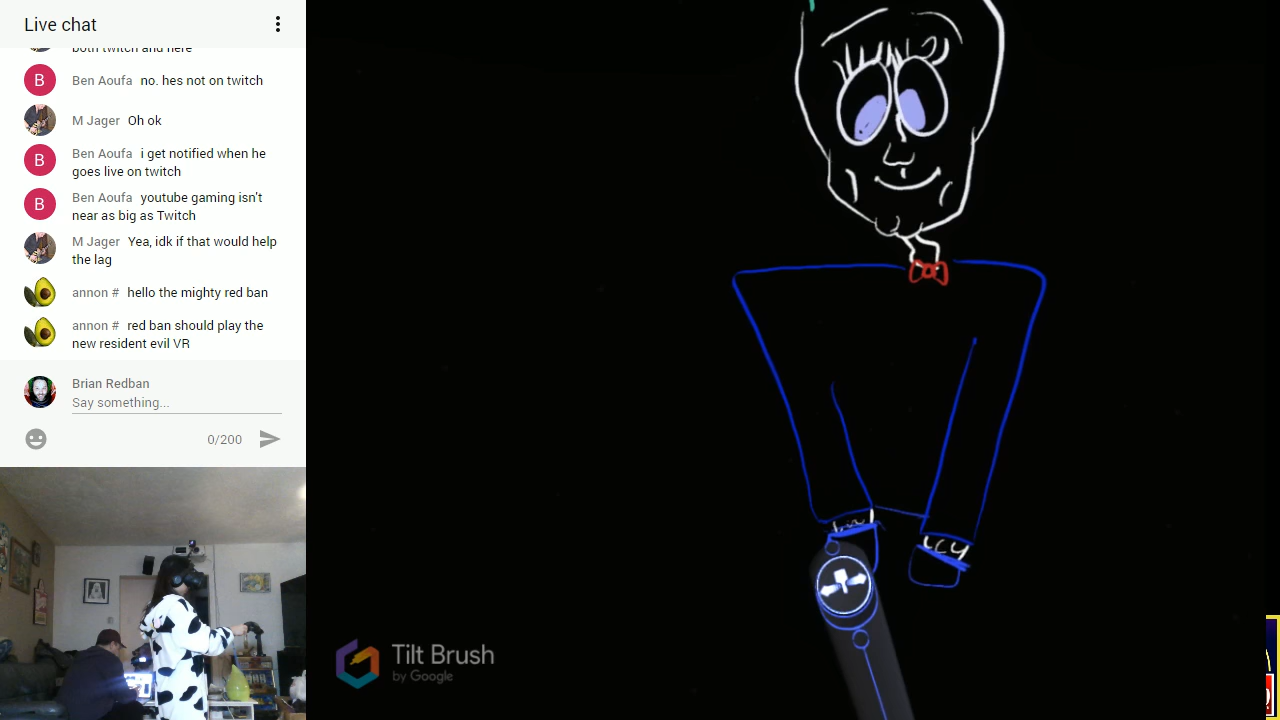 Live chat
both twitch and here
B
Ben Aoufa no. hes not on twitch
M Jager Oh ok
B
Ben Aoufa i get notified when he
goes live on twitch
B
Ben Aoufa youtube gaming isn't
near as big as Twitch
M Jager Yea, idk if that would help
the lag
annon # hello the mighty red ban
annon # red ban should play the
new resident evil VR
Brian Redban
Say something...
0/200
Tilt Brush
by Google